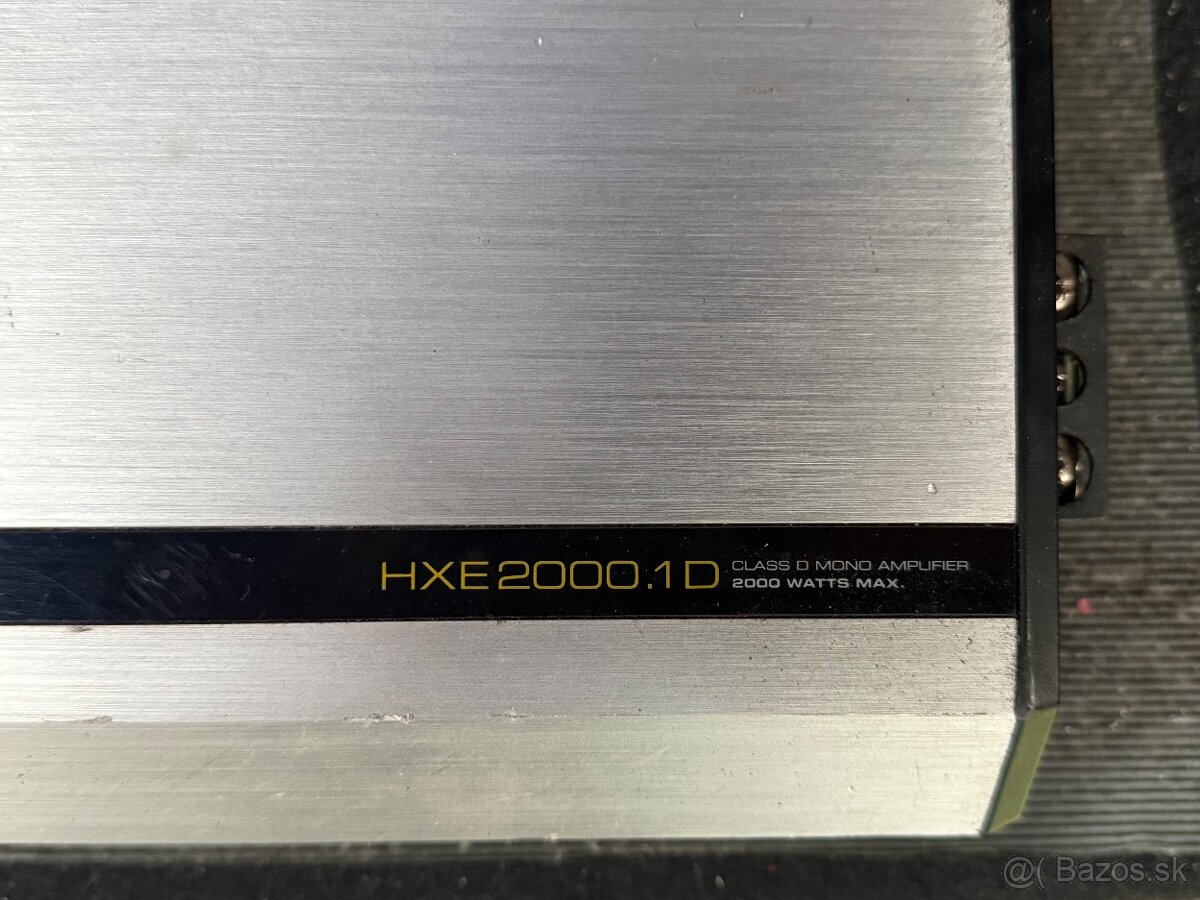 HXE2000.1D
CLASS D MONO AMPLIFIER
2000 WATTS MAX.
@( Bazos.sk